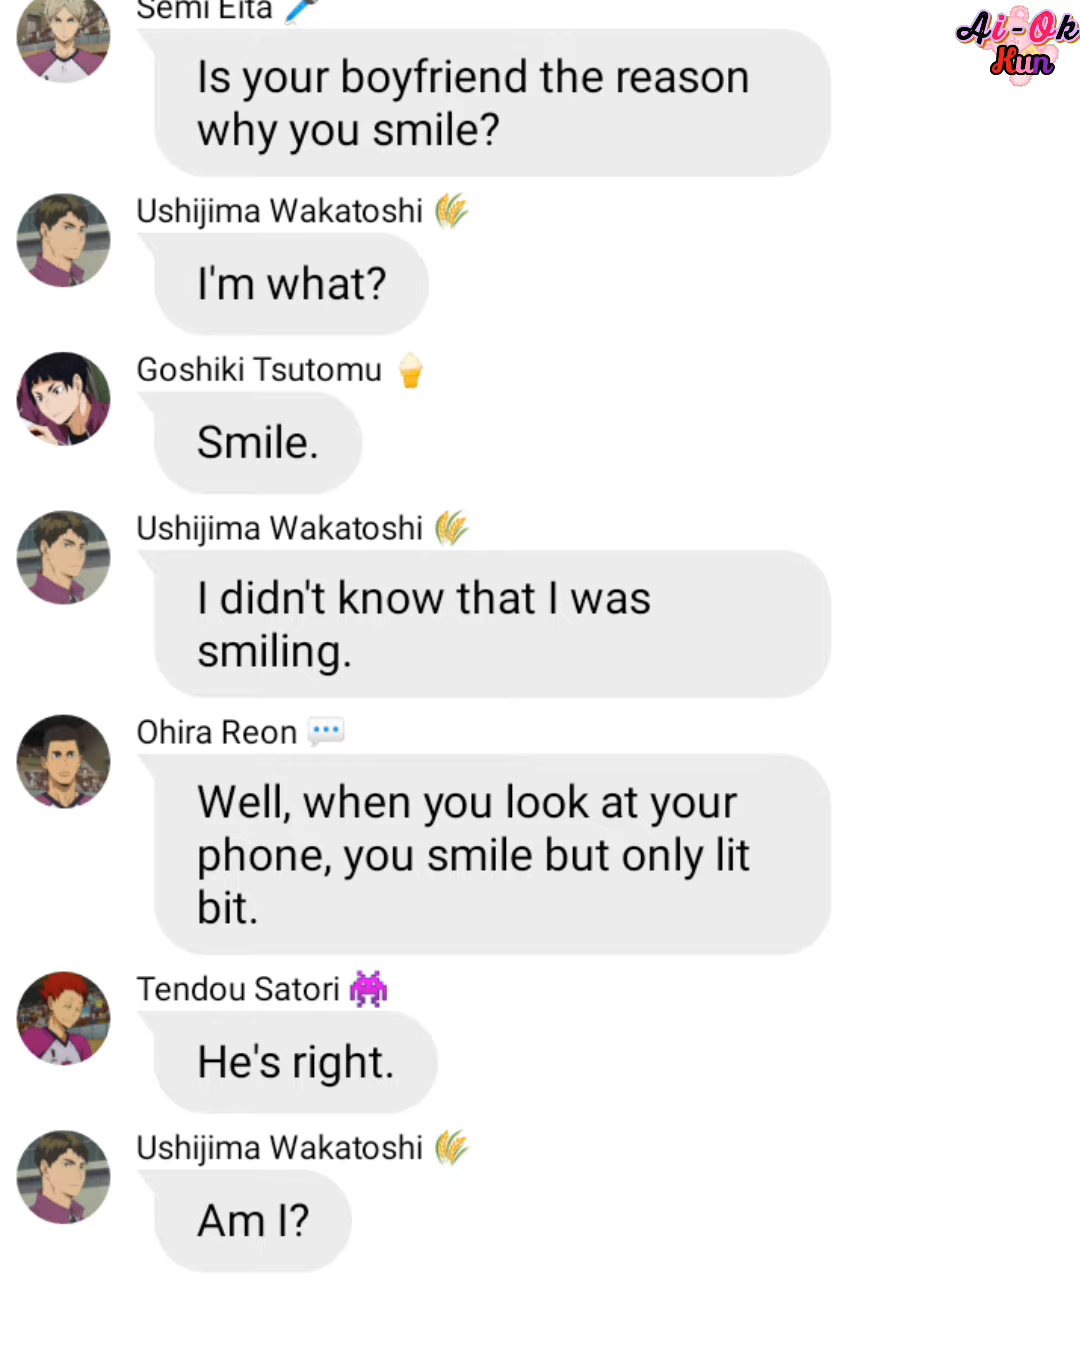 Semi Eita 🎤
Ai-Ok
Kun
Is your boyfriend the reason
why you smile?
Ushijima Wakatoshi 🌾
I'm what?
Goshiki Tsutomu 🍦
Smile.
Ushijima Wakatoshi 🌾
I didn't know that I was
smiling.
Ohira Reon 💬
Well, when you look at your
phone, you smile but only lit
bit.
Tendou Satori 👾
He's right.
Ushijima Wakatoshi 🌾
Am I?